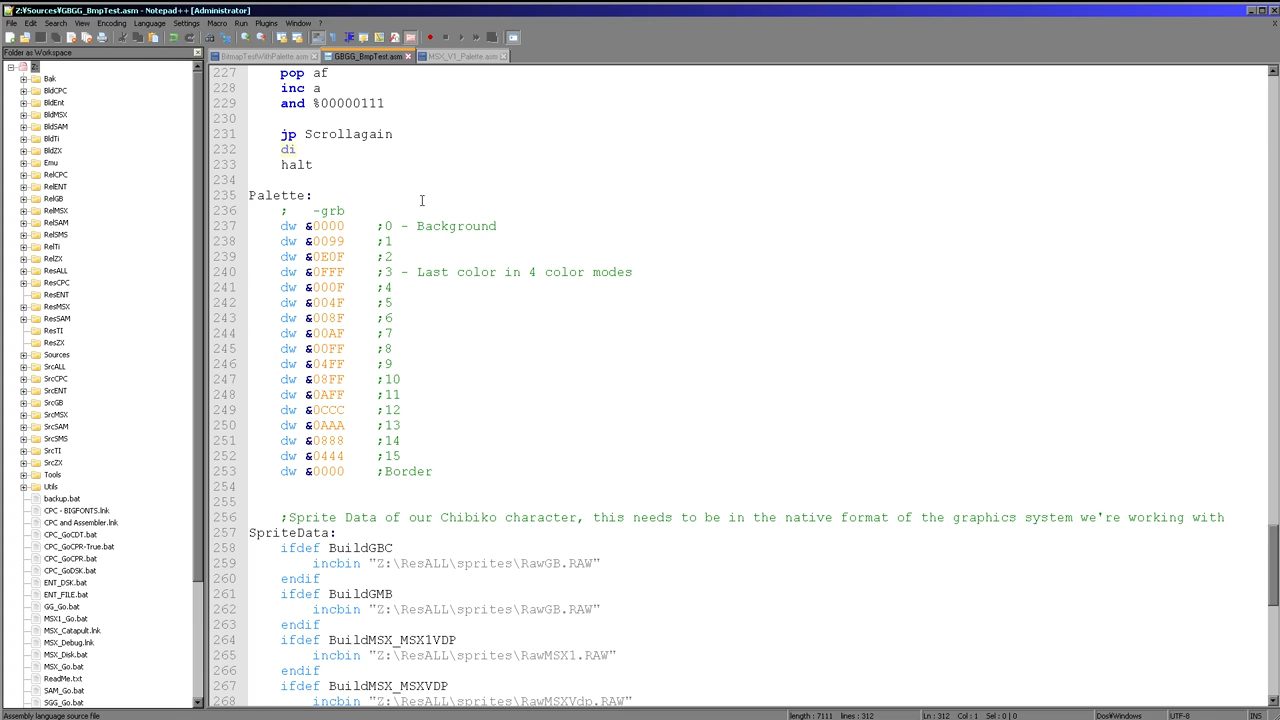 Z:¥Sources¥GBGG_BmpTest.asm - Notepad++ [Administrator]
File Edit Search View Encoding Language Settings Macro Run Plugins Window ?
Folder as Workspace
BitmapTestWithPalette.asm GBGG_BmpTest.asm MSX_V1_Palette.asm
Z:
Bak
BldCPC
BldEnt
BldMSX
BldSAM
BldTi
BldZX
Emu
RelCPC
RelENT
RelGB
RelMSX
RelSAM
RelSMS
RelTi
RelZX
ResALL
ResCPC
ResENT
ResMSX
ResSAM
ResTI
ResZX
Sources
SrcALL
SrcCPC
SrcENT
SrcGB
SrcMSX
SrcSAM
SrcSMS
SrcTI
SrcZX
Tools
Utils
backup.bat
CPC - BIGFONTS.lnk
CPC and Assembler.lnk
CPC_GoCDT.bat
CPC_GoCPR-True.bat
CPC_GoCPR.bat
CPC_GoDSK.bat
ENT_DSK.bat
ENT_FILE.bat
GG_Go.bat
MSX1_Go.bat
MSX_Catapult.lnk
MSX_Debug.lnk
MSX_Disk.bat
MSX_Go.bat
ReadMe.txt
SAM_Go.bat
SGG_Go.bat
227 pop af
228 inc a
229 and %00000111
230
231 jp Scrollagain
232 di
233 halt
234
235 Palette:
236 ; -grb
237 dw &0000 ;0 - Background
238 dw &0099 ;1
239 dw &0E0F ;2
240 dw &0FFF ;3 - Last color in 4 color modes
241 dw &000F ;4
242 dw &004F ;5
243 dw &008F ;6
244 dw &00AF ;7
245 dw &00FF ;8
246 dw &04FF ;9
247 dw &08FF ;10
248 dw &0AFF ;11
249 dw &0CCC ;12
250 dw &0AAA ;13
251 dw &0888 ;14
252 dw &0444 ;15
253 dw &0000 ;Border
254
255
256 ;Sprite Data of our Chibiko character, this needs to be in the native format of the graphics system we're working with
257 SpriteData:
258 ifdef BuildGBC
259 incbin "Z:\ResALL\sprites\RawGB.RAW"
260 endif
261 ifdef BuildGMB
262 incbin "Z:\ResALL\sprites\RawGB.RAW"
263 endif
264 ifdef BuildMSX_MSX1VDP
265 incbin "Z:\ResALL\sprites\RawMSX1.RAW"
266 endif
267 ifdef BuildMSX_MSXVDP
268 incbin "Z:\ResALL\sprites\RawMSXVdp.RAW"
Assembly language source file length : 7111 lines : 312 Ln : 312 Col : 1 Sel : 0 | 0 Dos¥Windows UTF-8 INS